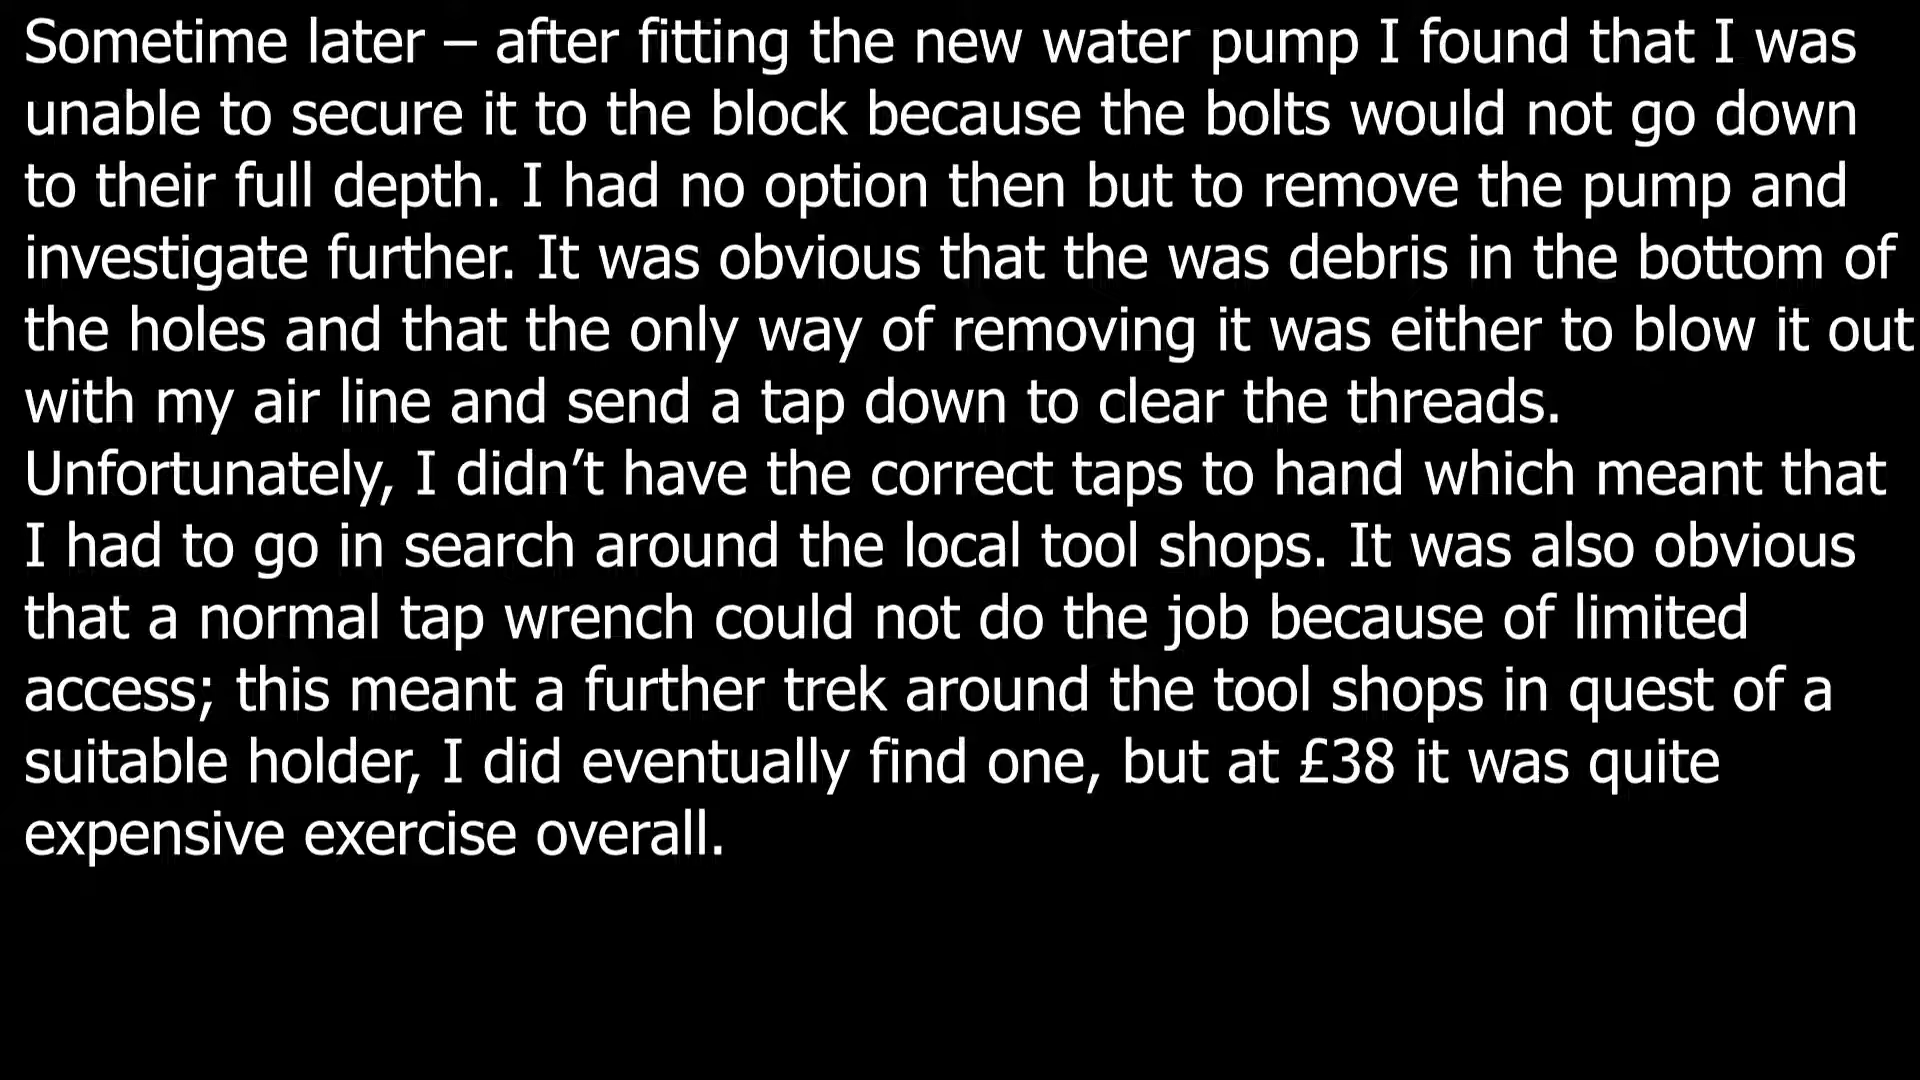 Sometime later – after fitting the new water pump I found that I was
unable to secure it to the block because the bolts would not go down
to their full depth. I had no option then but to remove the pump and
investigate further. It was obvious that the was debris in the bottom of
the holes and that the only way of removing it was either to blow it out
with my air line and send a tap down to clear the threads.
Unfortunately, I didn’t have the correct taps to hand which meant that
I had to go in search around the local tool shops. It was also obvious
that a normal tap wrench could not do the job because of limited
access; this meant a further trek around the tool shops in quest of a
suitable holder, I did eventually find one, but at £38 it was quite
expensive exercise overall.